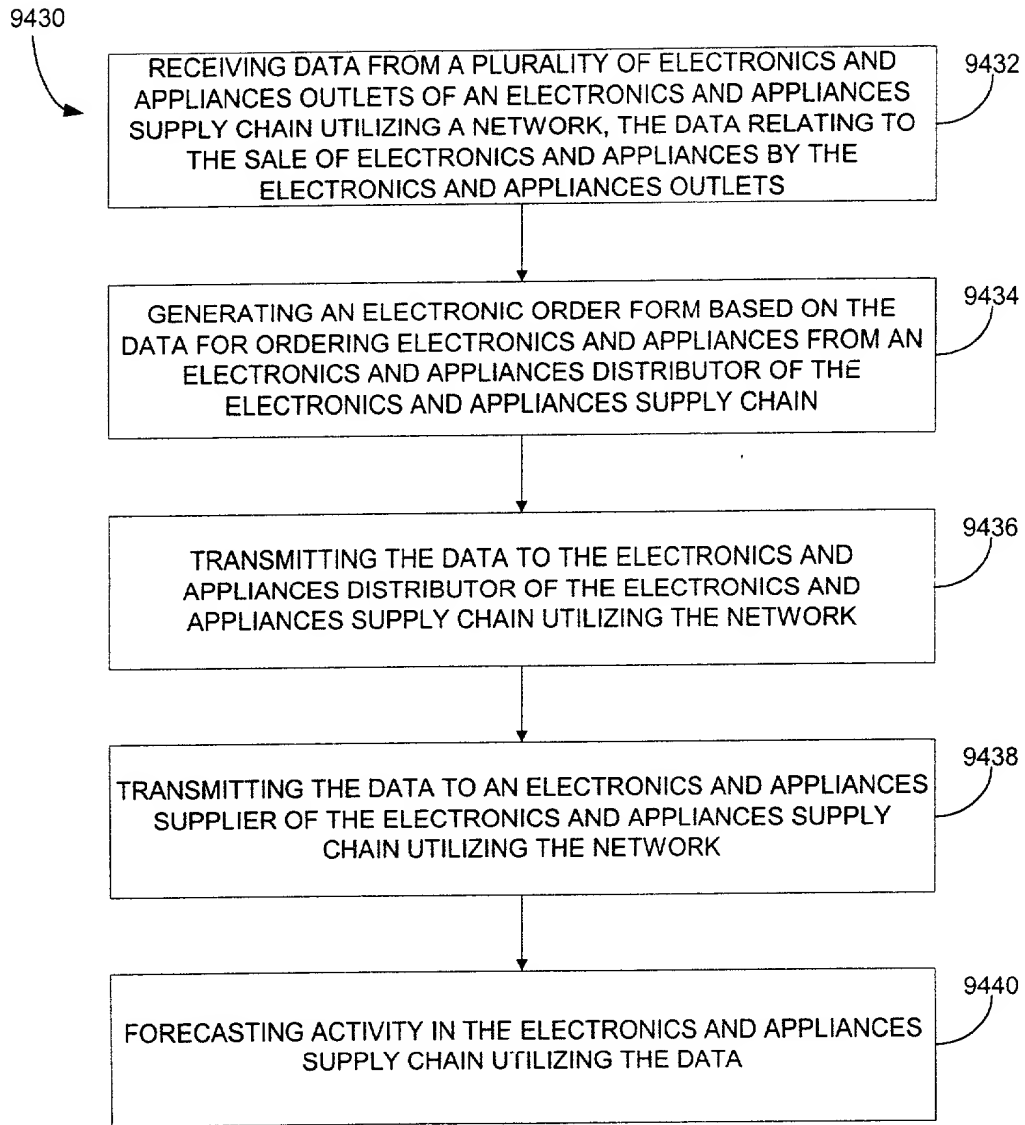 9430
RECEIVING DATA FROM A PLURALITY OF ELECTRONICS AND
APPLIANCES OUTLETS OF AN ELECTRONICS AND APPLIANCES
SUPPLY CHAIN UTILIZING A NETWORK, THE DATA RELATING TO
THE SALE OF ELECTRONICS AND APPLIANCES BY THE
ELECTRONICS AND APPLIANCES OUTLETS
9432
GENERATING AN ELECTRONIC ORDER FORM BASED ON THE
DATA FOR ORDERING ELECTRONICS AND APPLIANCES FROM AN
ELECTRONICS AND APPLIANCES DISTRIBUTOR OF THE
ELECTRONICS AND APPLIANCES SUPPLY CHAIN
9434
TRANSMITTING THE DATA TO THE ELECTRONICS AND
APPLIANCES DISTRIBUTOR OF THE ELECTRONICS AND
APPLIANCES SUPPLY CHAIN UTILIZING THE NETWORK
9436
TRANSMITTING THE DATA TO AN ELECTRONICS AND APPLIANCES
SUPPLIER OF THE ELECTRONICS AND APPLIANCES SUPPLY
CHAIN UTILIZING THE NETWORK
9438
FORECASTING ACTIVITY IN THE ELECTRONICS AND APPLIANCES
SUPPLY CHAIN UTILIZING THE DATA
9440